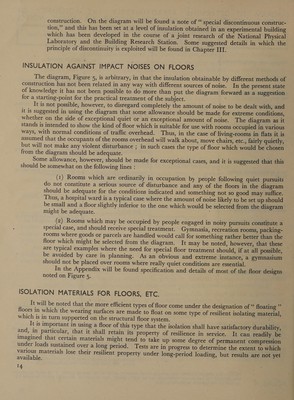 construction. On the diagram will be found a note of “ special discontinuous construc-
tion,” and this has been set at a level of insulation obtained in an experimental building
which has been developed in the course of a joint research of the National Physical
Laboratory and the Building Research Station. Some suggested details in which the
principle of discontinuity is exploited will be found in Chapter III.
INSULATION AGAINST IMPACT NOISES ON FLOORS
The diagram, Figure 5, is arbitrary, in that the insulation obtainable by different methods of
construction has not been related in any way with different sources of noise. In the present state
of knowledge it has not been possible to do more than put the diagram forward as a suggestion
for a starting-point for the practical treatment of the subject.
It is not possible, however, to disregard completely the amount of noise to be dealt with, and
it is suggested in using the diagram that some allowance should be made for extreme conditions,
whether on the side of exceptional quiet or an exceptional amount of noise. The diagram as it
stands is intended to show the kind of floor which is suitable for use with rooms occupied in various
ways, with normal conditions of traffic overhead. Thus, in the case of living-rooms in flats it is
assumed that the occupants of the rooms overhead will walk about, move chairs, etc., fairly quietly,
but will not make any violent disturbance ; in such cases the type of floor which would be chosen
from the diagram should be adequate.
Some allowance, however, should be made for exceptional cases, and it is suggested that this
should be somewhat on the following lines :
(1) Rooms which are ordinarily in occupation by people following quiet pursuits
do not constitute a serious source of disturbance and any of the floors in the diagram
should be adequate for the conditions indicated and something not so good may suffice.
Thus, a hospital ward is a typical case where the amount of noise likely to be set up should
be small and a floor slightly inferior to the one which would be selected from the diagram
might be adequate.
(2) Rooms which may be occupied by people engaged in noisy pursuits constitute a
special case, and should receive special treatment. Gymnasia, recreation rooms, packing-
rooms where goods or parcels are handled would call for something rather better than the
floor which might be selected from the diagram. It may be noted, however, that these
are typical examples where the need for special floor treatment should, if at all possible,
be avoided by care in planning. As an obvious and extreme instance, a gymnasium
should not be placed over rooms where really quiet conditions are essential.
In the Appendix will be found specification and details of most of the floor designs
noted on Figure 5.
ISOLATION MATERIALS FOR FLOORS, ETC.
It will be noted that the more efficient types of floor come under the designation of “ floating ”
floors in which the wearing surfaces are made to float on some type of resilient isolating material,
which is in turn supported on the structural floor system.
It is important in using a floor of this type that the isolation shall have satisfactory durability,
and, in particular, that it shall retain its property of resilience in service. It can readily be
imagined that certain materials might tend to take up some degree of permanent compression
under loads sustained over a long period. Tests are in progress to determine the extent to which
various materials lose their resilient property under long-period loading, but results are not yet
available.
14